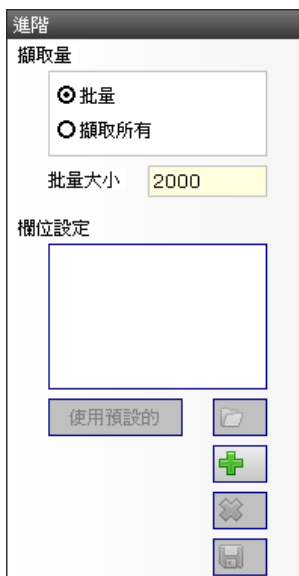 進階
擷取量
批量
擷取所有
批量大小 2000
欄位設定
使用預設的